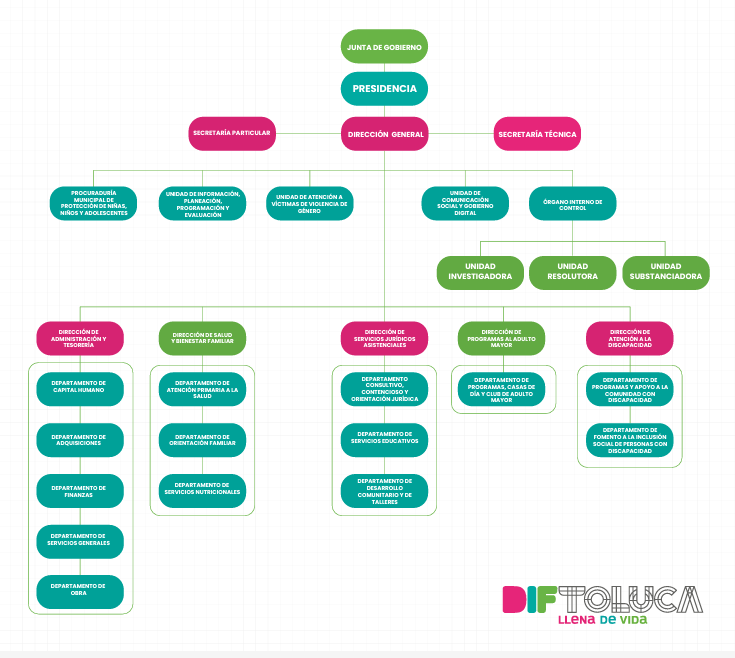 JUNTA DE GOBIERNO
PRESIDENCIA
SECRETARÍA PARTICULAR
DIRECCIÓN GENERAL
SECRETARÍA TÉCNICA
PROCURADURÍA
MUNICIPAL DE
PROTECCIÓN DE NIÑAS,
NIÑOS Y ADOLESCENTES
UNIDAD DE INFORMACIÓN,
PLANEACIÓN,
PROGRAMACIÓN Y
EVALUACIÓN
UNIDAD DE ATENCIÓN A
VÍCTIMAS DE VIOLENCIA DE
GÉNERO
UNIDAD DE
COMUNICACIÓN
SOCIAL Y GOBIERNO
DIGITAL
ÓRGANO INTERNO DE
CONTROL
UNIDAD
INVESTIGADORA
UNIDAD
RESOLUTORA
UNIDAD
SUBSTANCIADORA
DIRECCIÓN DE
ADMINISTRACIÓN Y
TESORERÍA
DEPARTAMENTO DE
CAPITAL HUMANO
DEPARTAMENTO DE
ADQUISICIONES
DEPARTAMENTO DE
FINANZAS
DEPARTAMENTO DE
SERVICIOS GENERALES
DEPARTAMENTO DE
OBRA
DIRECCIÓN DE SALUD
Y BIENESTAR FAMILIAR
DEPARTAMENTO DE
ATENCIÓN PRIMARIA A LA
SALUD
DEPARTAMENTO DE
ORIENTACIÓN FAMILIAR
DEPARTAMENTO DE
SERVICIOS NUTRICIONALES
DIRECCIÓN DE
SERVICIOS JURÍDICOS
ASISTENCIALES
DEPARTAMENTO
CONSULTIVO,
CONTENCIOSO Y
ORIENTACIÓN JURÍDICA
DEPARTAMENTO DE
SERVICIOS EDUCATIVOS
DEPARTAMENTO DE
DESARROLLO
COMUNITARIO Y DE
TALLERES
DIRECCIÓN DE
PROGRAMAS AL ADULTO
MAYOR
DEPARTAMENTO DE
PROGRAMAS, CASAS DE
DÍA Y CLUB DE ADULTO
MAYOR
DIRECCIÓN DE
ATENCIÓN A LA
DISCAPACIDAD
DEPARTAMENTO DE
PROGRAMAS Y APOYO A LA
COMUNIDAD CON
DISCAPACIDAD
DEPARTAMENTO DE
FOMENTO A LA INCLUSIÓN
SOCIAL DE PERSONAS CON
DISCAPACIDAD
DIF TOLUCA
LLENA DE VIDA